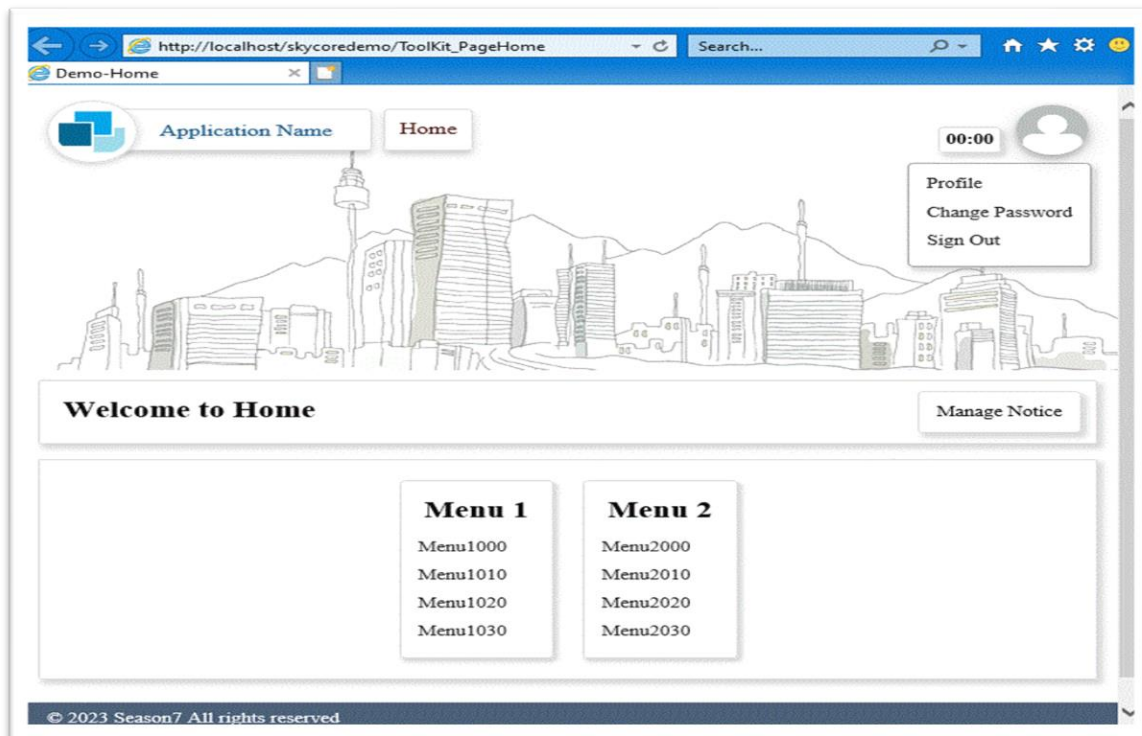 http://localhost/skycoredemo/ToolKit_PageHome
Search...
Demo-Home
Application Name
Home
00:00
Profile
Change Password
Sign Out
Welcome to Home
Manage Notice
Menu 1
Menu1000
Menu1010
Menu1020
Menu1030
Menu 2
Menu2000
Menu2010
Menu2020
Menu2030
© 2023 Season7 All rights reserved